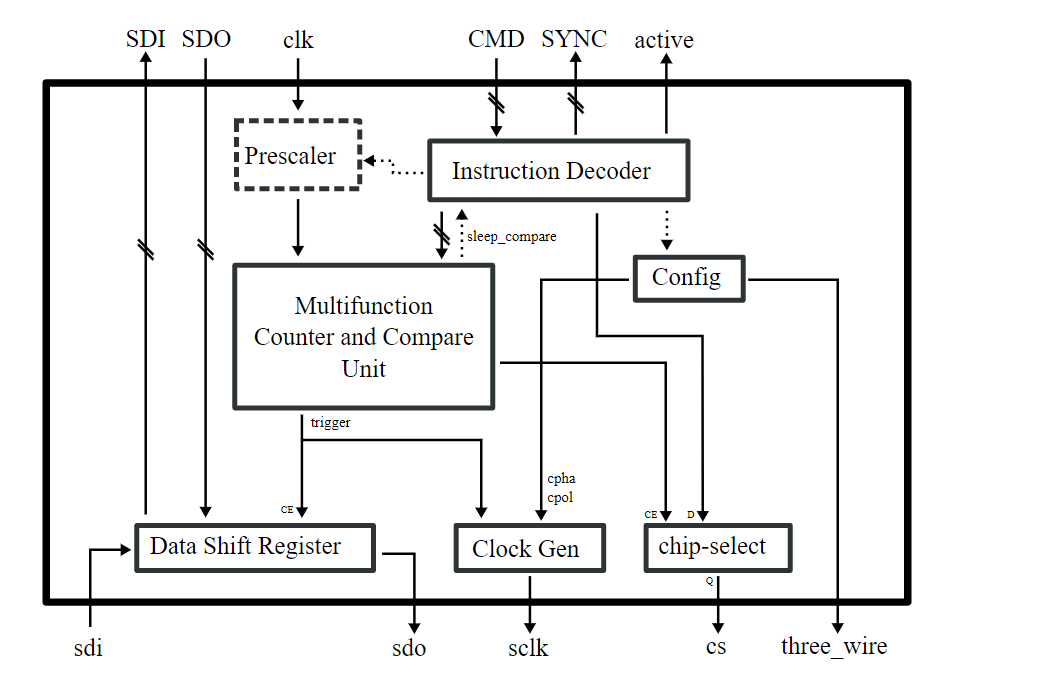 SDI SDO clk CMD SYNC active
Prescaler
Instruction Decoder
sleep_compare
Config
Multifunction
Counter and Compare
Unit
trigger
cpha
cpol
CE
CE D
Data Shift Register
Clock Gen
chip-select
Q
sdi sdo sclk cs three_wire